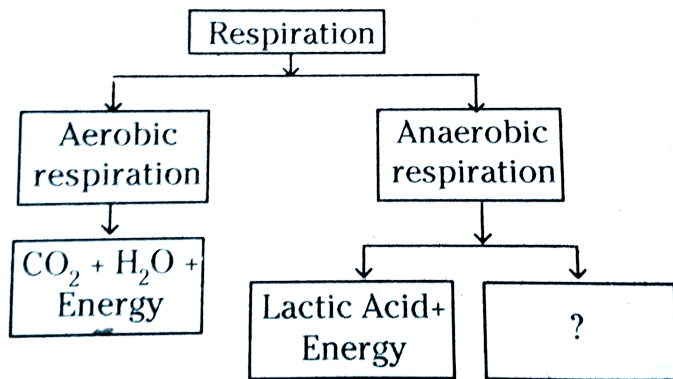 Respiration
Aerobic
respiration
Anaerobic
respiration
CO₂ + H₂O +
Energy
Lactic Acid+
Energy
?